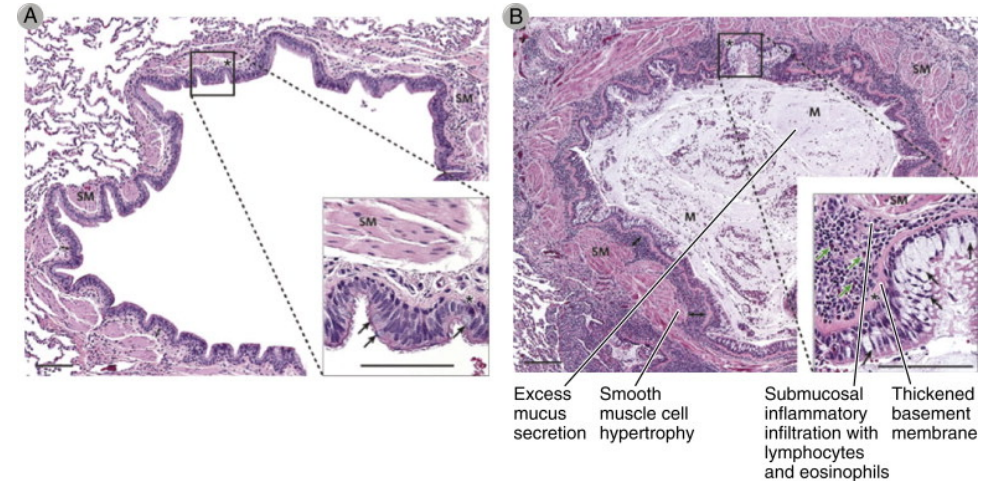 A
B
*
SM
SM
SM
*
M
SM
SM
*
M
SM
SM
*
Excess
mucus
secretion
Smooth
muscle cell
hypertrophy
Submucosal
inflammatory
infiltration with
lymphocytes
and eosinophils
Thickened
basement
membrane